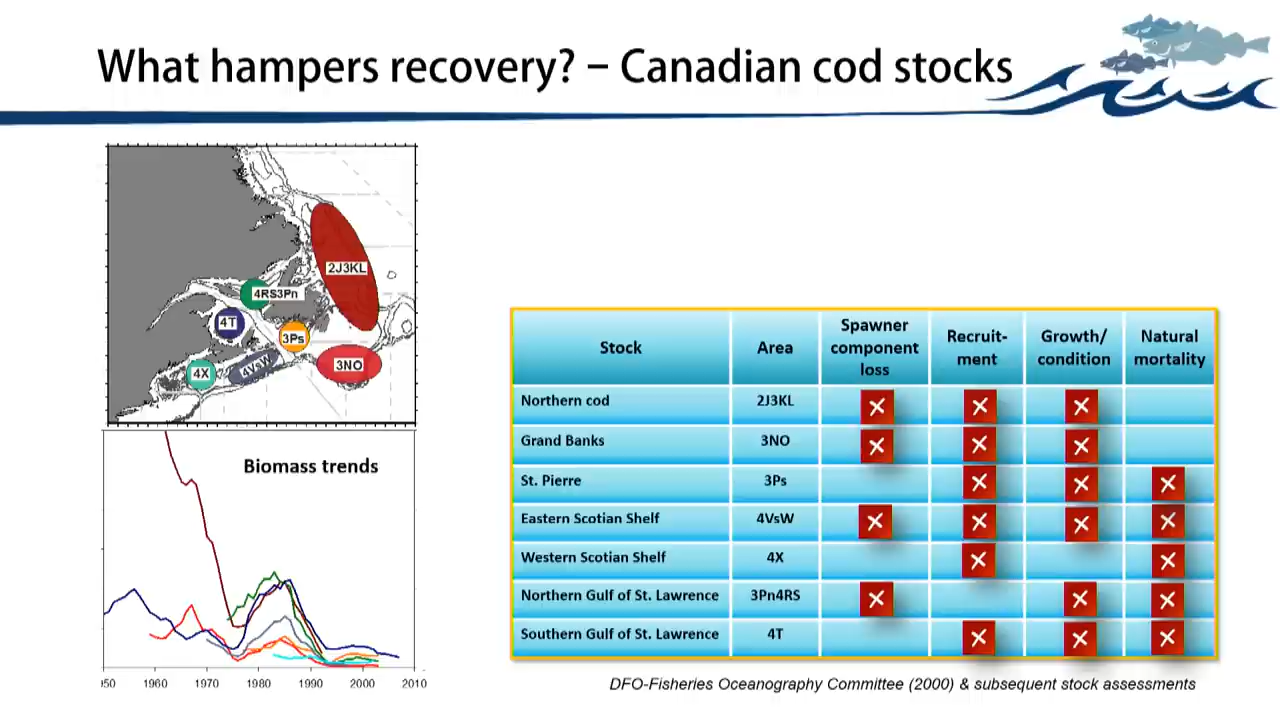 What hampers recovery? – Canadian cod stocks
2J3KL
4RS3Pn
4T
3Ps
4X
4VsW
3NO
Biomass trends
1960 1970 1980 1990 2000 2010
Stock Area Spawner component loss Recruit- ment Growth/ condition Natural mortality
Northern cod 2J3KL
Grand Banks 3NO
St. Pierre 3Ps
Eastern Scotian Shelf 4VsW
Western Scotian Shelf 4X
Northern Gulf of St. Lawrence 3Pn4RS
Southern Gulf of St. Lawrence 4T
DFO-Fisheries Oceanography Committee (2000) & subsequent stock assessments